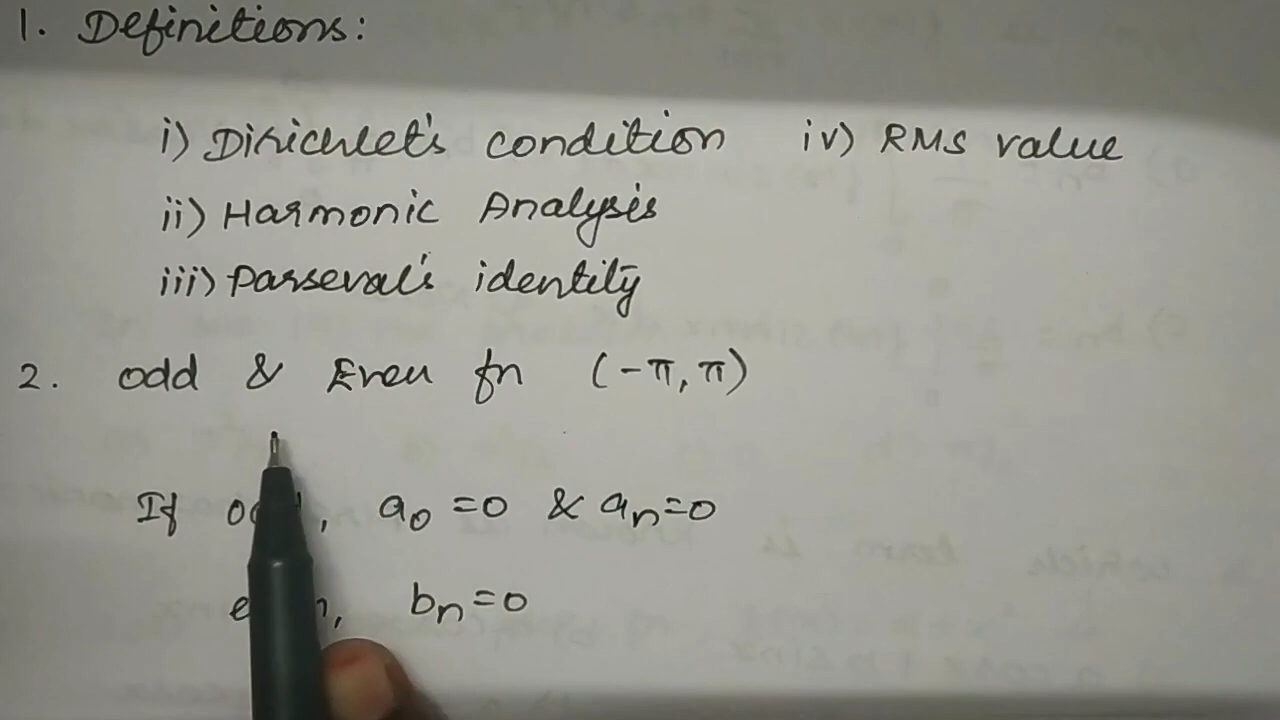 1. Definitions:
i) Dirichlet's condition iv) RMS value
ii) Harmonic Analysis
iii) Parseval's identity
2. odd & Even fn (-π, π)
If , a₀ = 0 & aₙ = 0
, bₙ = 0